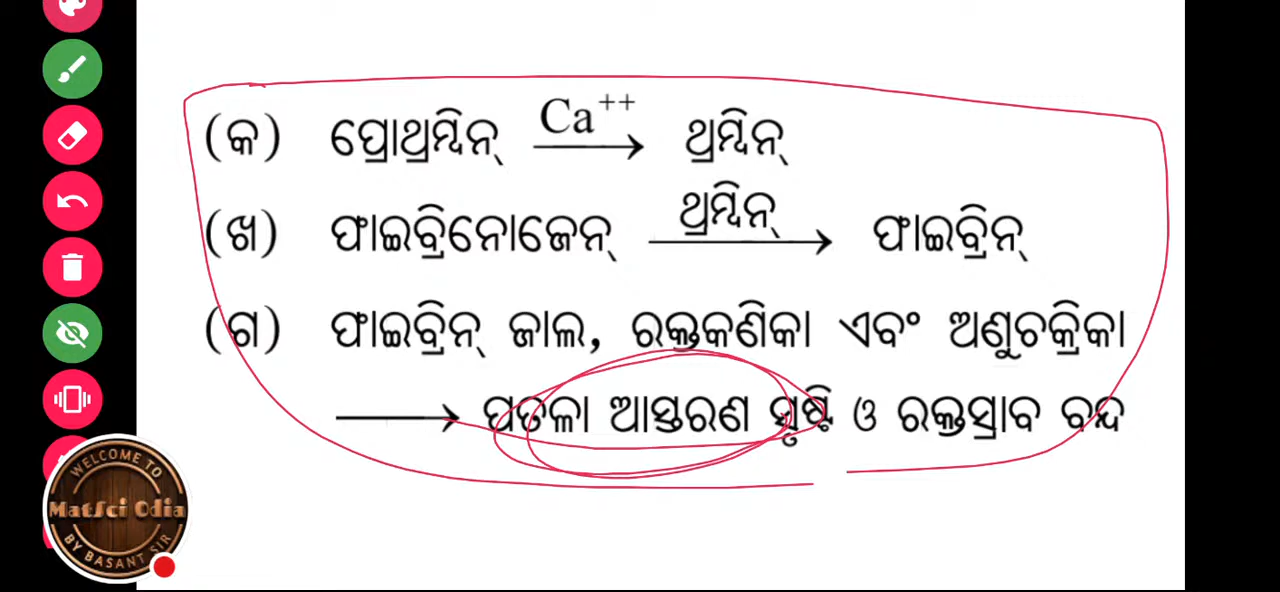 (କ) ପ୍ରୋଥ୍ରମ୍ବିନ୍ Ca++ ⟶ ଥ୍ରମ୍ବିନ୍
(ଖ) ଫାଇବ୍ରିନୋଜେନ୍ ଥ୍ରମ୍ବିନ୍ ⟶ ଫାଇବ୍ରିନ୍
(ଗ) ଫାଇବ୍ରିନ୍ ଜାଲ, ରକ୍ତକଣିକା ଏବଂ ଅଣୁଚକ୍ରିକା
⟶ ପତଳା ଆସ୍ତରଣ ସୃଷ୍ଟି ଓ ରକ୍ତସ୍ରାବ ବନ୍ଦ
WELCOME TO
MatSci Odia
BY BASANT SIR